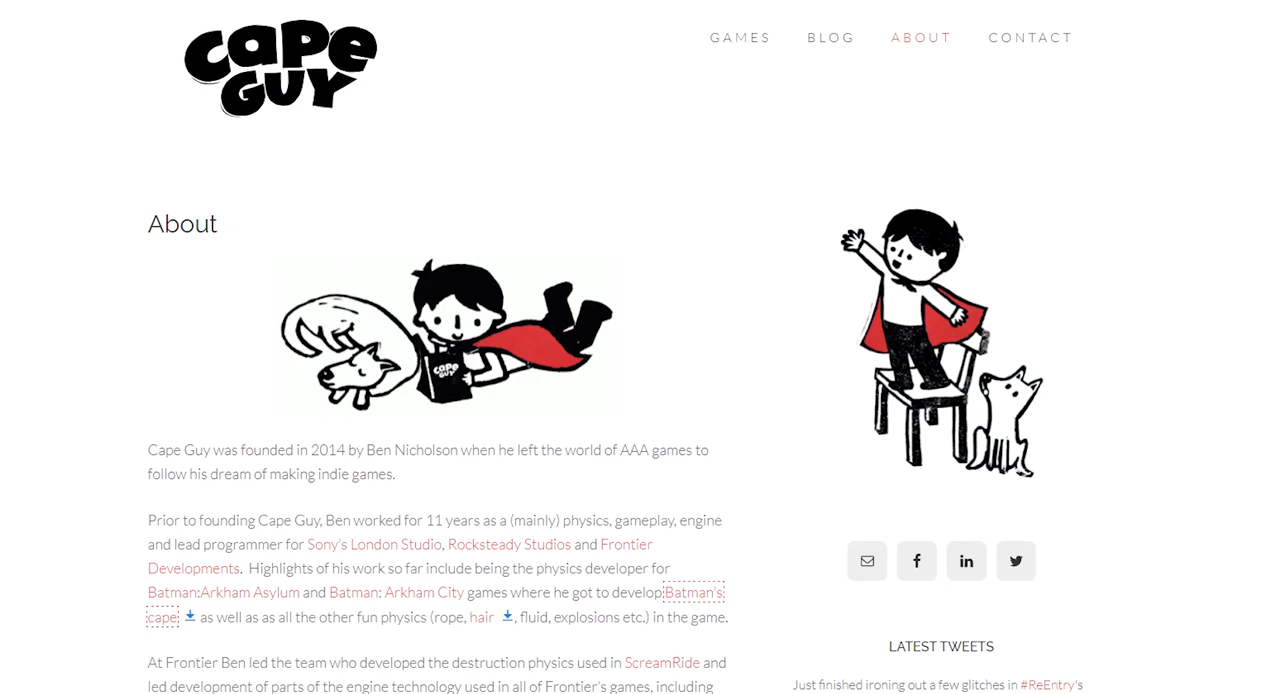 cape
GUY
GAMES BLOG ABOUT CONTACT
About
cape
GUY
Cape Guy was founded in 2014 by Ben Nicholson when he left the world of AAA games to
follow his dream of making indie games.
Prior to founding Cape Guy, Ben worked for 11 years as a (mainly) physics, gameplay, engine
and lead programmer for Sony's London Studio, Rocksteady Studios and Frontier
Developments. Highlights of his work so far include being the physics developer for
Batman:Arkham Asylum and Batman: Arkham City games where he got to develop Batman's
cape as well as as all the other fun physics (rope, hair , fluid, explosions etc.) in the game.
At Frontier Ben led the team who developed the destruction physics used in ScreamRide and
led development of parts of the engine technology used in all of Frontier's games, including
in
LATEST TWEETS
Just finished ironing out a few glitches in #ReEntry's